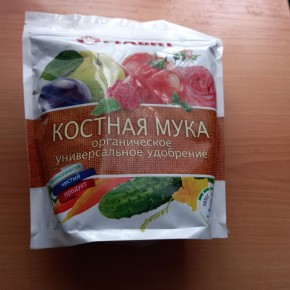 КОСТНАЯ МУКА
органическое
универсальное удобрение
чистый
продукт